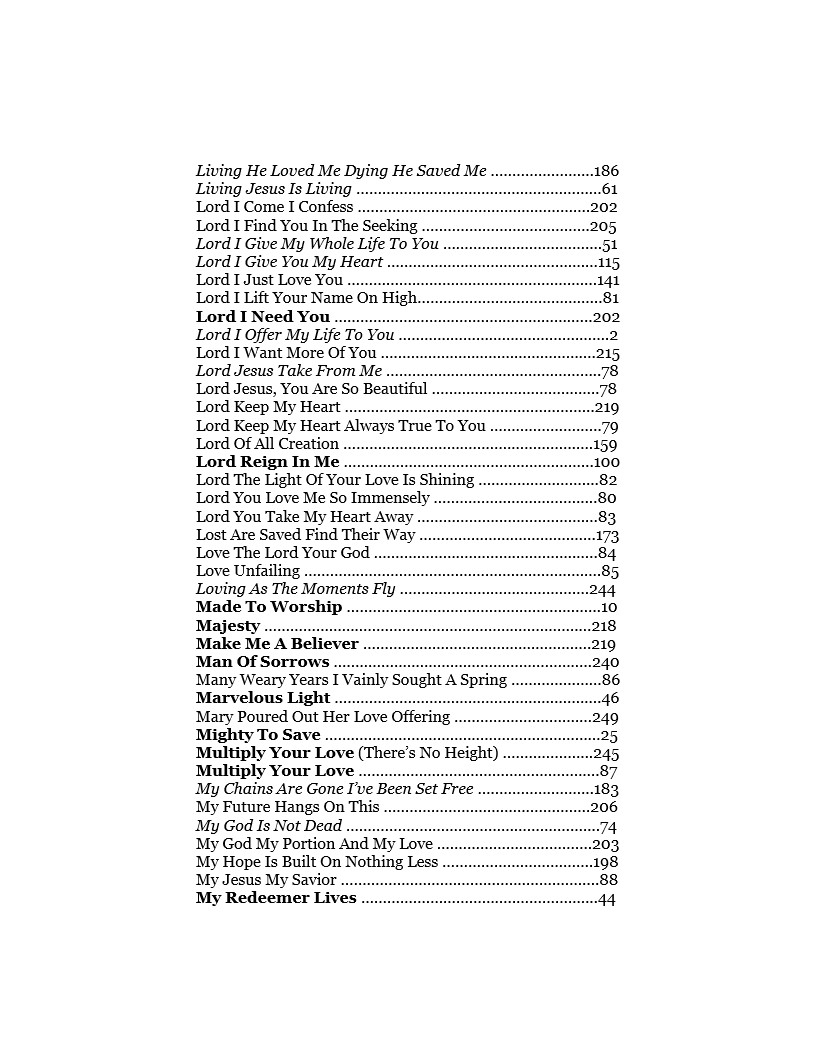 Living He Loved Me Dying He Saved Me ........................186
Living Jesus Is Living .........................................................61
Lord I Come I Confess ......................................................202
Lord I Find You In The Seeking .......................................205
Lord I Give My Whole Life To You .....................................51
Lord I Give You My Heart .................................................115
Lord I Just Love You ..........................................................141
Lord I Lift Your Name On High...........................................81
Lord I Need You ............................................................202
Lord I Offer My Life To You .................................................2
Lord I Want More Of You ..................................................215
Lord Jesus Take From Me ..................................................78
Lord Jesus, You Are So Beautiful .......................................78
Lord Keep My Heart ..........................................................219
Lord Keep My Heart Always True To You ..........................79
Lord Of All Creation ..........................................................159
Lord Reign In Me ..........................................................100
Lord The Light Of Your Love Is Shining ............................82
Lord You Love Me So Immensely ......................................80
Lord You Take My Heart Away ..........................................83
Lost Are Saved Find Their Way .........................................173
Love The Lord Your God ....................................................84
Love Unfailing .....................................................................85
Loving As The Moments Fly ............................................244
Made To Worship ...........................................................10
Majesty ..................................................................................218
Make Me A Believer .....................................................219
Man Of Sorrows ............................................................240
Many Weary Years I Vainly Sought A Spring .....................86
Marvelous Light ..............................................................46
Mary Poured Out Her Love Offering ................................249
Mighty To Save ................................................................25
Multiply Your Love (There’s No Height) .....................245
Multiply Your Love ........................................................87
My Chains Are Gone I’ve Been Set Free ...........................183
My Future Hangs On This ................................................206
My God Is Not Dead ...........................................................74
My God My Portion And My Love ....................................203
My Hope Is Built On Nothing Less ...................................198
My Jesus My Savior ............................................................88
My Redeemer Lives .......................................................44